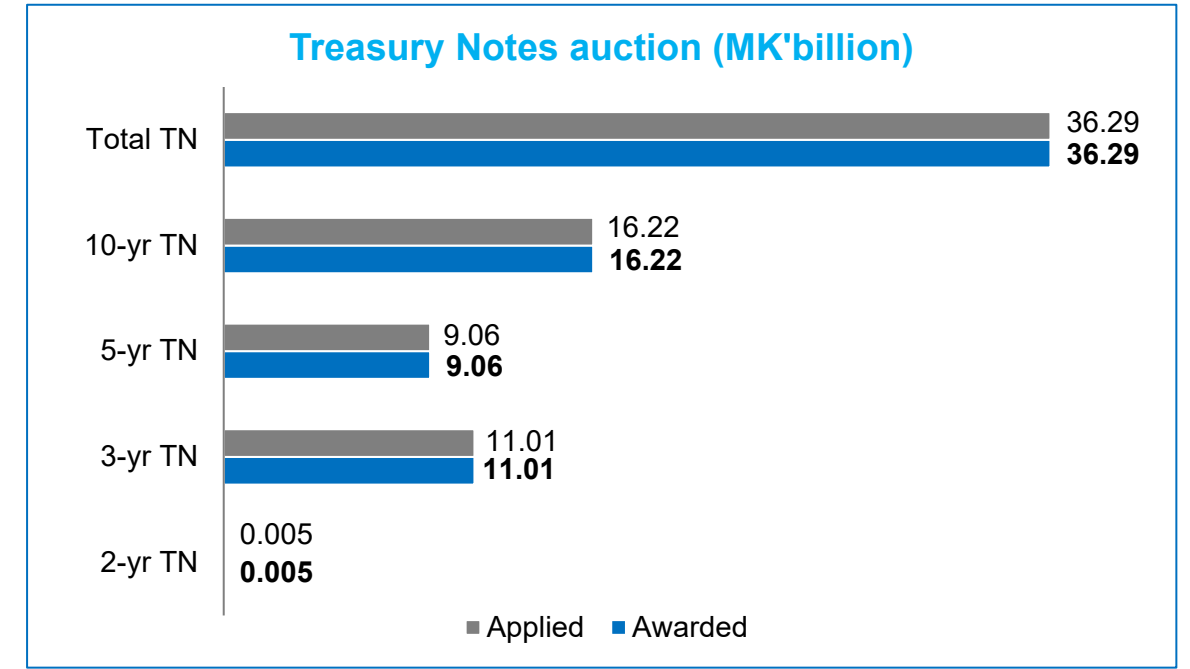 Treasury Notes auction (MK'billion)
Total TN
36.29
36.29
10-yr TN
16.22
16.22
5-yr TN
9.06
9.06
3-yr TN
11.01
11.01
2-yr TN
0.005
0.005
Applied Awarded